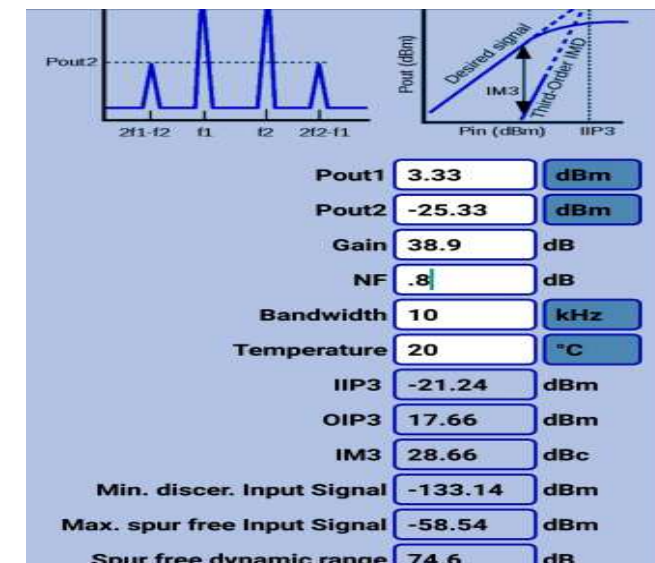 Pout2
2f1-f2 f1 f2 2f2-f1
Pout (dBm)
Desired signal
IM3
Third-Order IMD
Pin (dBm) IIP3
Pout1 3.33 dBm
Pout2 -25.33 dBm
Gain 38.9 dB
NF .8 dB
Bandwidth 10 kHz
Temperature 20 °C
IIP3 -21.24 dBm
OIP3 17.66 dBm
IM3 28.66 dBc
Min. discer. Input Signal -133.14 dBm
Max. spur free Input Signal -58.54 dBm
Spur free dynamic range 74.6 dB